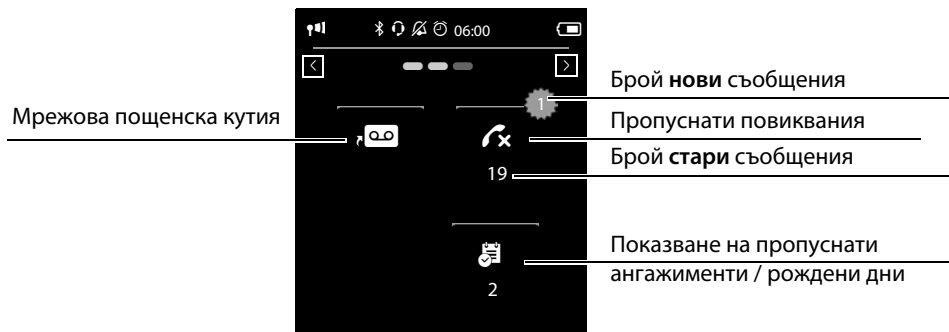 06:00
Брой нови съобщения
1
Мрежова пощенска кутия
Пропуснати повиквания
Брой стари съобщения
19
Показване на пропуснати
ангажименти / рождени дни
2